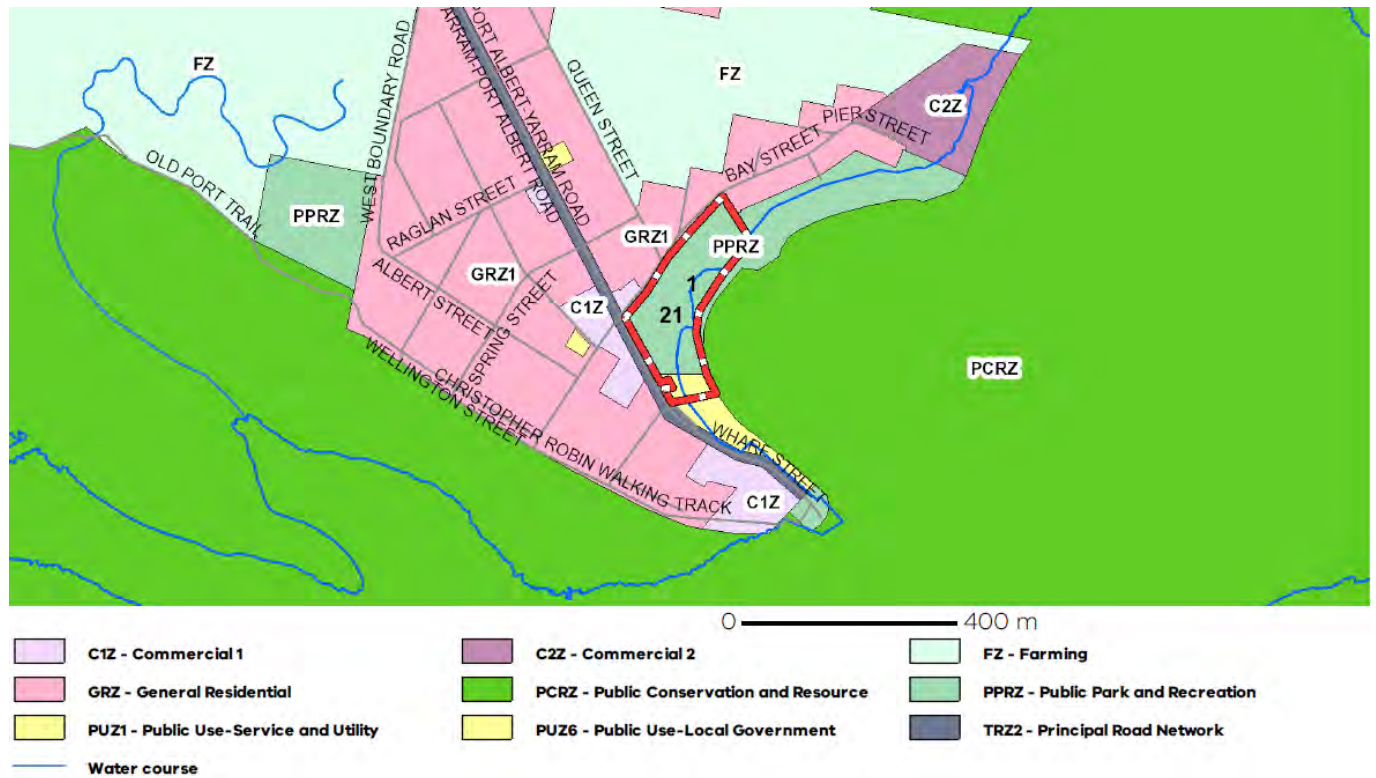 FZ
WEST BOUNDARY ROAD
PORT ALBERT-YARRAM ROAD
YARRAM-PORT ALBERT ROAD
QUEEN STREET
FZ
C2Z
PIER STREET
BAY STREET
OLD PORT TRAIL
PPRZ
RAGLAN STREET
GRZ1
PPRZ
ALBERT STREET
GRZ1
SPRING STREET
C1Z
1
21
PCRZ
WELLINGTON STREET
CHRISTOPHER ROBIN WALKING TRACK
WHARF STREET
C1Z
0 400 m
C1Z - Commercial 1
C2Z - Commercial 2
FZ - Farming
GRZ - General Residential
PCRZ - Public Conservation and Resource
PPRZ - Public Park and Recreation
PUZ1 - Public Use-Service and Utility
PUZ6 - Public Use-Local Government
TRZ2 - Principal Road Network
Water course